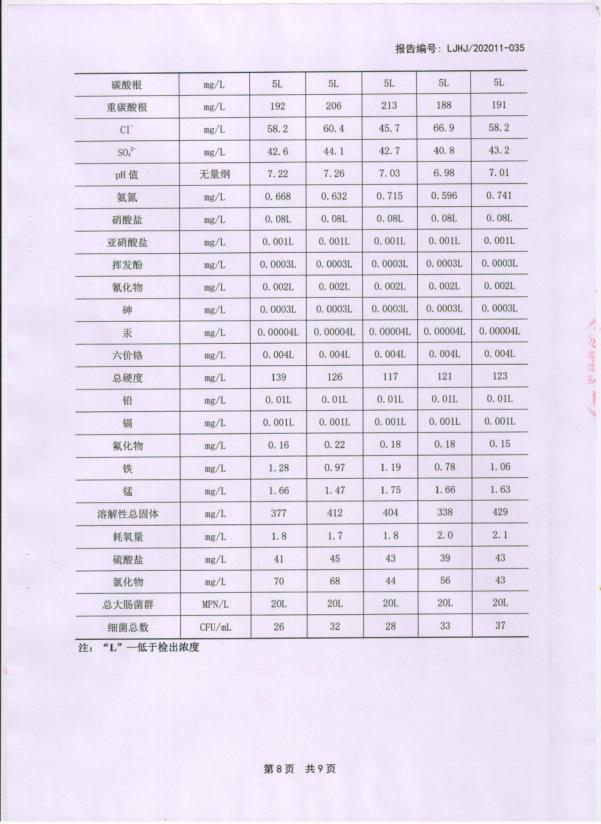 报告编号：LJHJ/202011-035
碳酸根 mg/L 5L 5L 5L 5L 5L
重碳酸根 mg/L 192 206 213 188 191
Cl⁻ mg/L 58.2 60.4 45.7 66.9 58.2
SO₄²⁻ mg/L 42.6 44.1 42.7 40.8 43.2
pH 值 无量纲 7.22 7.26 7.03 6.98 7.01
氨氮 mg/L 0.668 0.632 0.715 0.596 0.741
硝酸盐 mg/L 0.08L 0.08L 0.08L 0.08L 0.08L
亚硝酸盐 mg/L 0.001L 0.001L 0.001L 0.001L 0.001L
挥发酚 mg/L 0.0003L 0.0003L 0.0003L 0.0003L 0.0003L
氰化物 mg/L 0.002L 0.002L 0.002L 0.002L 0.002L
砷 mg/L 0.0003L 0.0003L 0.0003L 0.0003L 0.0003L
汞 mg/L 0.00004L 0.00004L 0.00004L 0.00004L 0.00004L
六价铬 mg/L 0.004L 0.004L 0.004L 0.004L 0.004L
总硬度 mg/L 139 126 117 121 123
铅 mg/L 0.01L 0.01L 0.01L 0.01L 0.01L
镉 mg/L 0.001L 0.001L 0.001L 0.001L 0.001L
氟化物 mg/L 0.16 0.22 0.18 0.18 0.15
铁 mg/L 1.28 0.97 1.19 0.78 1.06
锰 mg/L 1.66 1.47 1.75 1.66 1.63
溶解性总固体 mg/L 377 412 404 338 429
耗氧量 mg/L 1.8 1.7 1.8 2.0 2.1
硫酸盐 mg/L 41 45 43 39 43
氯化物 mg/L 70 68 44 56 43
总大肠菌群 MPN/L 20L 20L 20L 20L 20L
细菌总数 CFU/mL 26 32 28 33 37
注：“L”—低于检出浓度
第 8 页 共 9 页